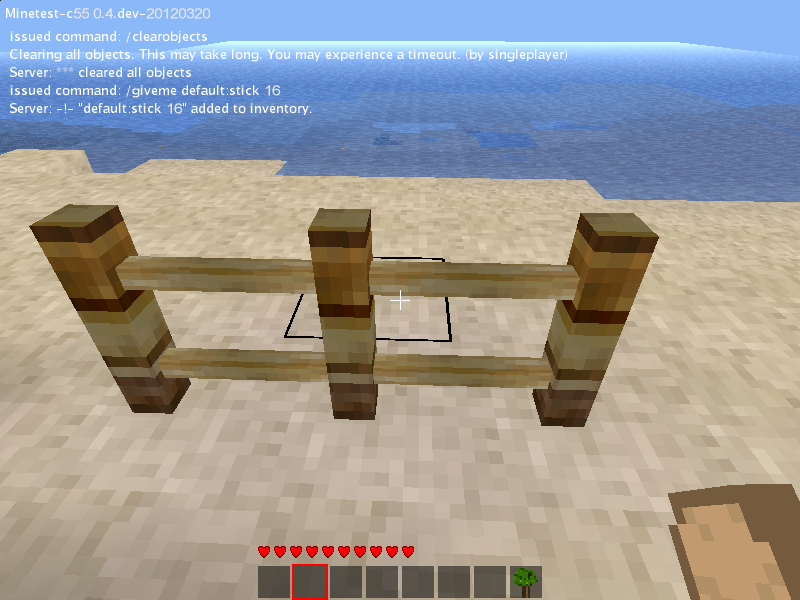 Minetest-c55 0.4.dev-20120320
issued command: /clearobjects
Clearing all objects. This may take long. You may experience a timeout. (by singleplayer)
Server: *** cleared all objects
issued command: /giveme default:stick 16
Server: -!- "default:stick 16" added to inventory.